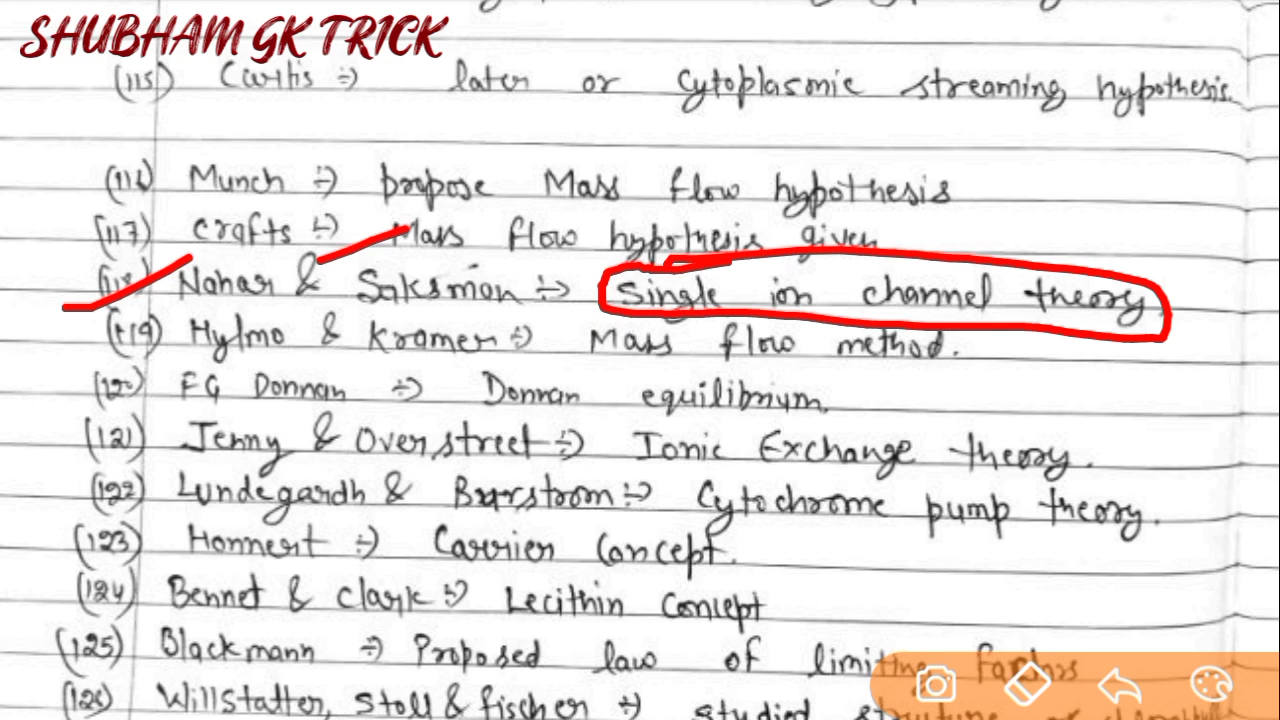 SHUBHAM GK TRICK
(115) Curtis ÷) later or Cytoplasmic streaming hypothesis.
(116) Munch ÷) propose Mass flow hypothesis
(117) Crafts ÷) Mass flow hypothesis given
(118) Nahar & Saksman ÷) Single ion channel theory
(119) Hylmo & Kramer ÷) Mass flow method.
(120) FG Donnan ÷) Donnan equilibrium.
(121) Jenny & Overstreet ÷) Ionic Exchange theory.
(122) Lundegardh & Burstrom ÷) Cytochrome pump theory.
(123) Honnert ÷) Carrier Concept.
(124) Bennet & Clark ÷) Lecithin Concept
(125) Blackmann ÷) Proposed law of limiting factors
(126) Willstatter, Stoll & fischer ÷) studied structure